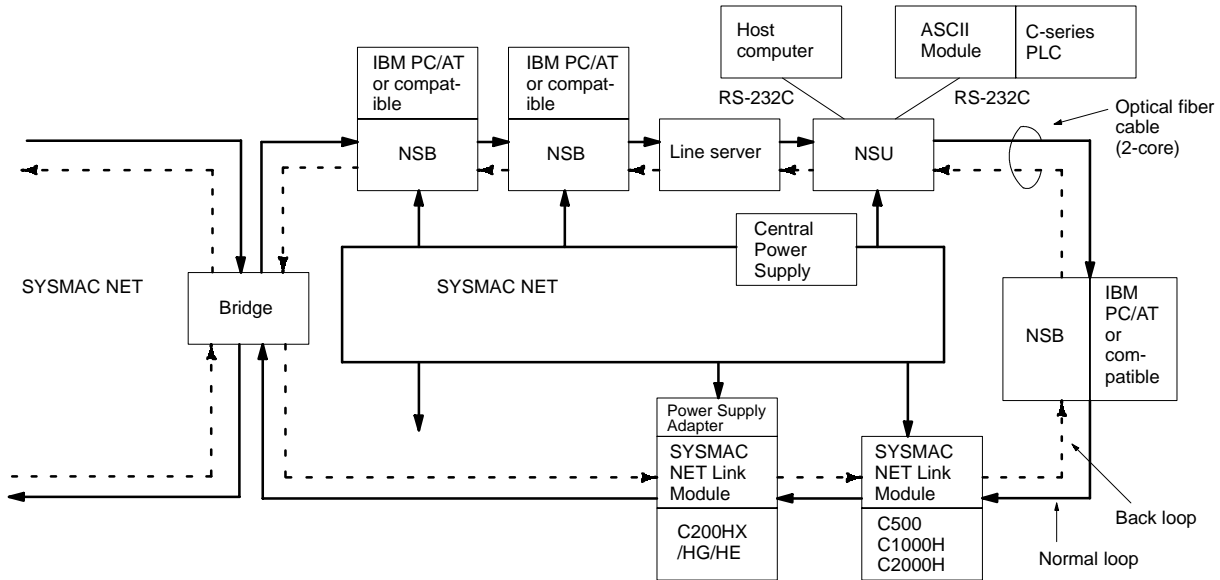 Host
computer
ASCII
Module
C-series
PLC
IBM PC/AT
or compat-
ible
IBM PC/AT
or compat-
ible
RS-232C
RS-232C
Optical fiber
cable
(2-core)
NSB
NSB
Line server
NSU
Central
Power
Supply
SYSMAC NET
Bridge
SYSMAC NET
NSB
IBM
PC/AT
or
com-
patible
Power Supply
Adapter
SYSMAC
NET Link
Module
SYSMAC
NET Link
Module
C200HX
/HG/HE
C500
C1000H
C2000H
Back loop
Normal loop